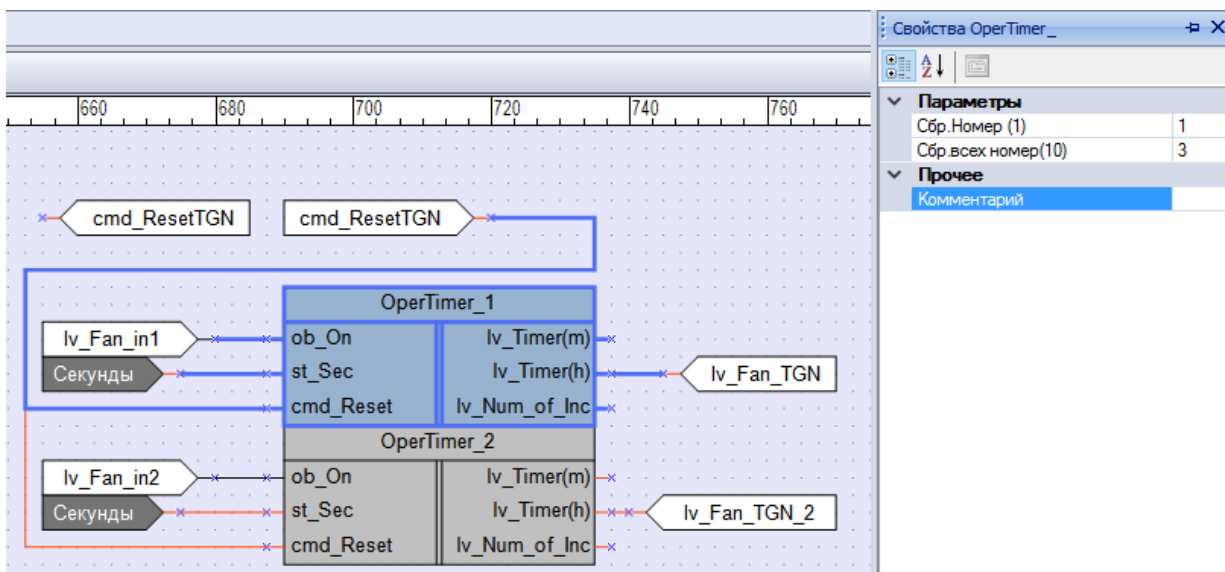 Свойства OperTimer_
660 680 700 720 740 760
Параметры
Сбр.Номер (1) 1
Сбр.всех номер(10) 3
Прочее
Комментарий
cmd_ResetTGN cmd_ResetTGN
OperTimer_1
lv_Fan_in1 ob_On lv_Timer(m)
Секунды st_Sec lv_Timer(h) lv_Fan_TGN
cmd_Reset lv_Num_of_Inc
OperTimer_2
lv_Fan_in2 ob_On lv_Timer(m)
Секунды st_Sec lv_Timer(h) lv_Fan_TGN_2
cmd_Reset lv_Num_of_Inc